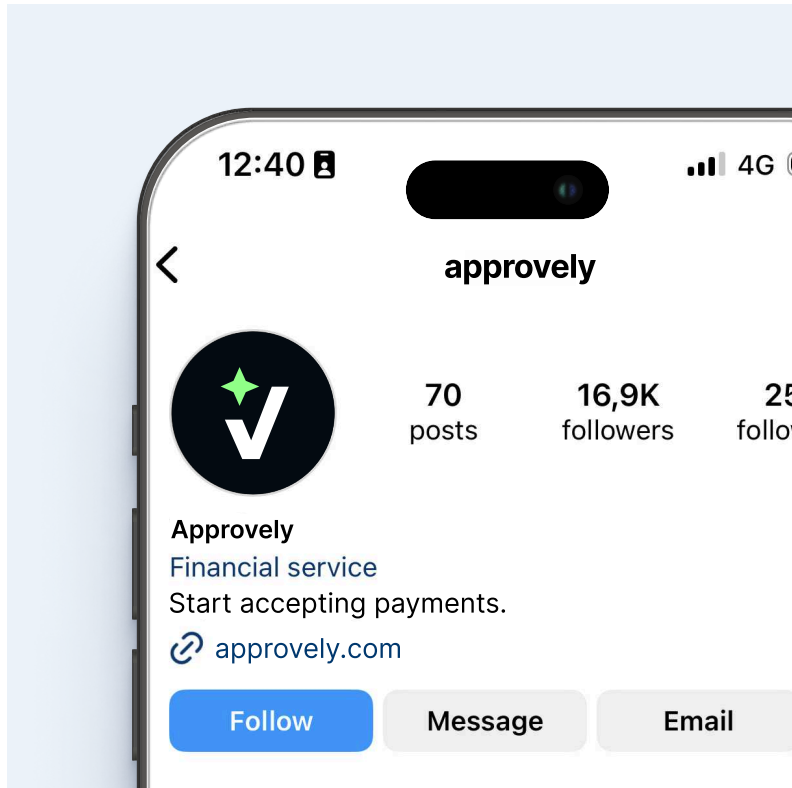 12:40 4G
approvely
70 16,9K
posts followers
Approvely
Financial service
Start accepting payments.
approvely.com
Follow Message Email